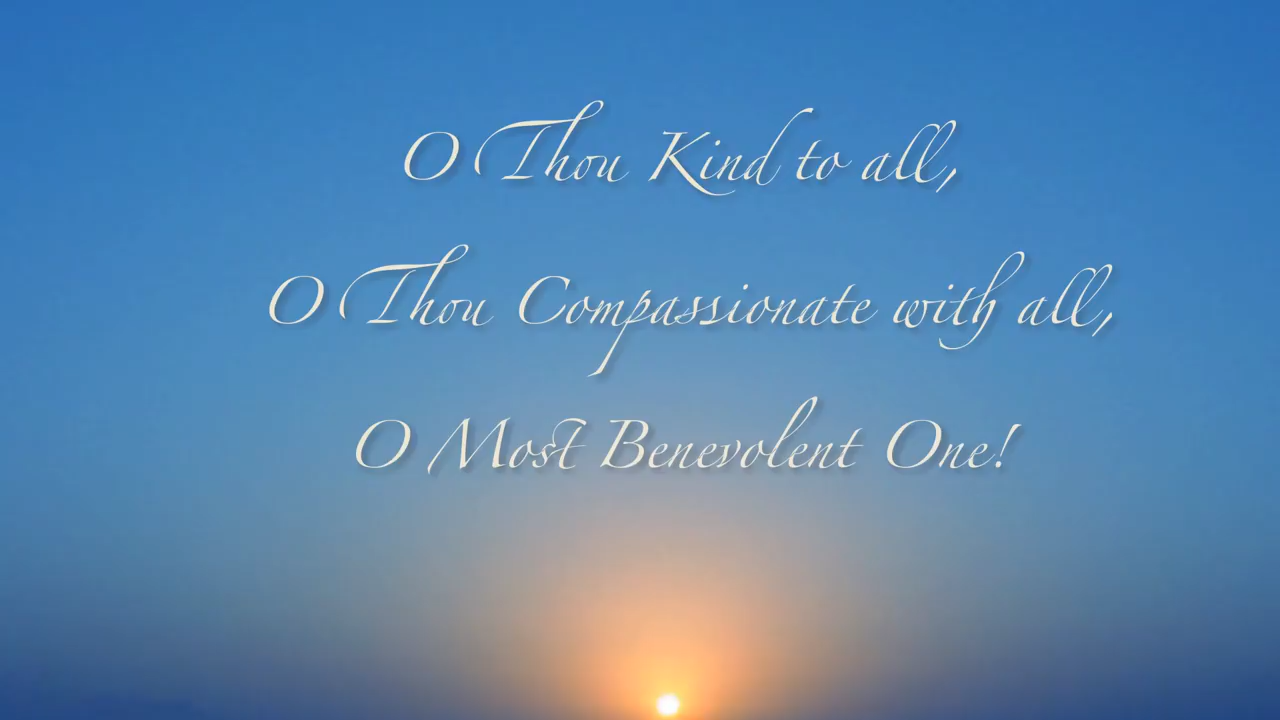 O Thou Kind to all,
O Thou Compassionate with all,
O Most Benevolent One!